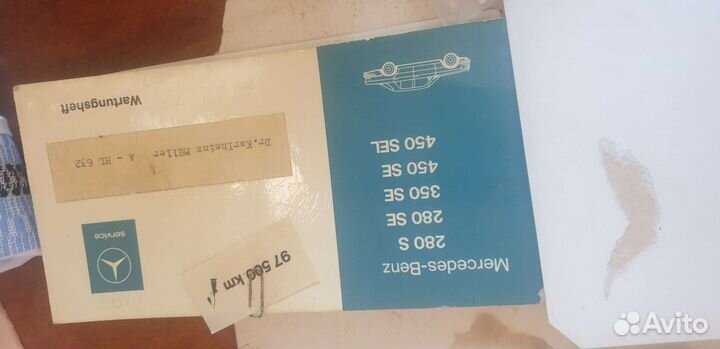 Mercedes-Benz
280 S
280 SE
350 SE
450 SE
450 SEL
service
97 500 km
Dr. Karlheinz Müller A - HL 632
Wartungsheft
Avito